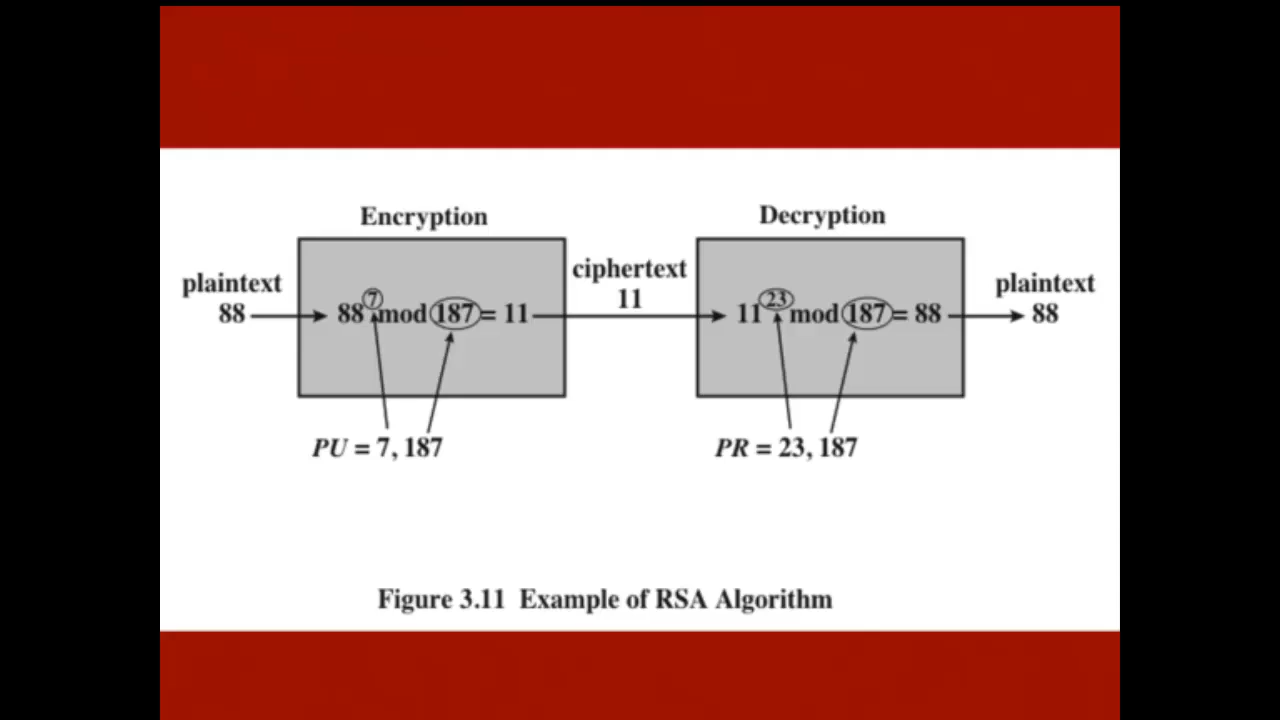 Encryption
Decryption
plaintext
88
88^7 mod 187 = 11
ciphertext
11
11^23 mod 187 = 88
plaintext
88
PU = 7, 187
PR = 23, 187
Figure 3.11 Example of RSA Algorithm